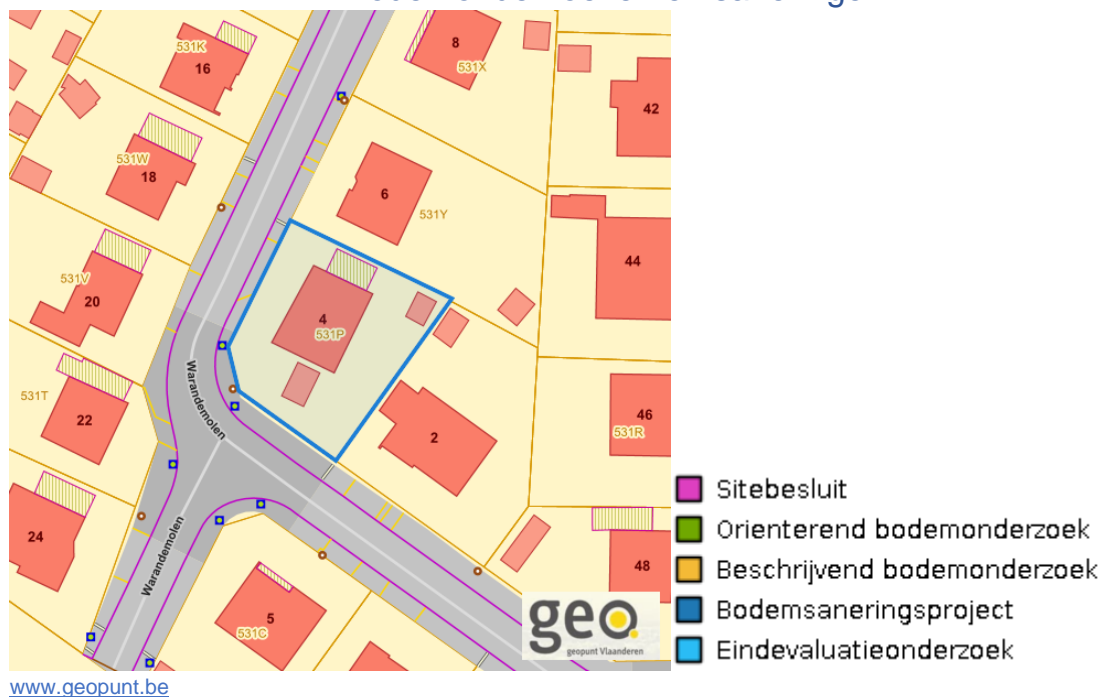 8
531K
16
531X
42
531W
18
6
531Y
44
531V
20
4
531P
Warandemolen
531T
22
2
46
531R
24
Warandemolen
48
5
531C
geo.
geopunt Vlaanderen
Sitebesluit
Orienterend bodemonderzoek
Beschrijvend bodemonderzoek
Bodemsaneringsproject
Eindevaluatieonderzoek
www.geopunt.be